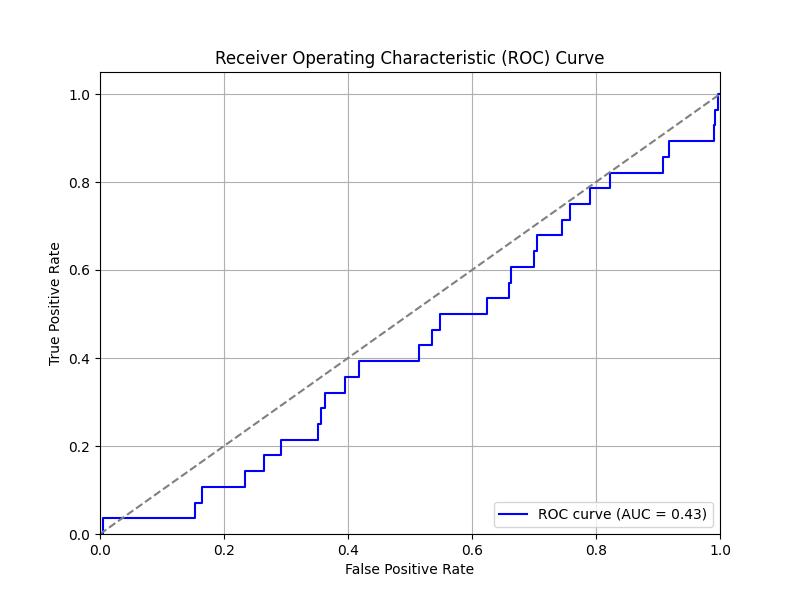 Receiver Operating Characteristic (ROC) Curve
1.0
0.8
0.6
0.4
0.2
0.0
True Positive Rate
ROC curve (AUC = 0.43)
0.0 0.2 0.4 0.6 0.8 1.0
False Positive Rate